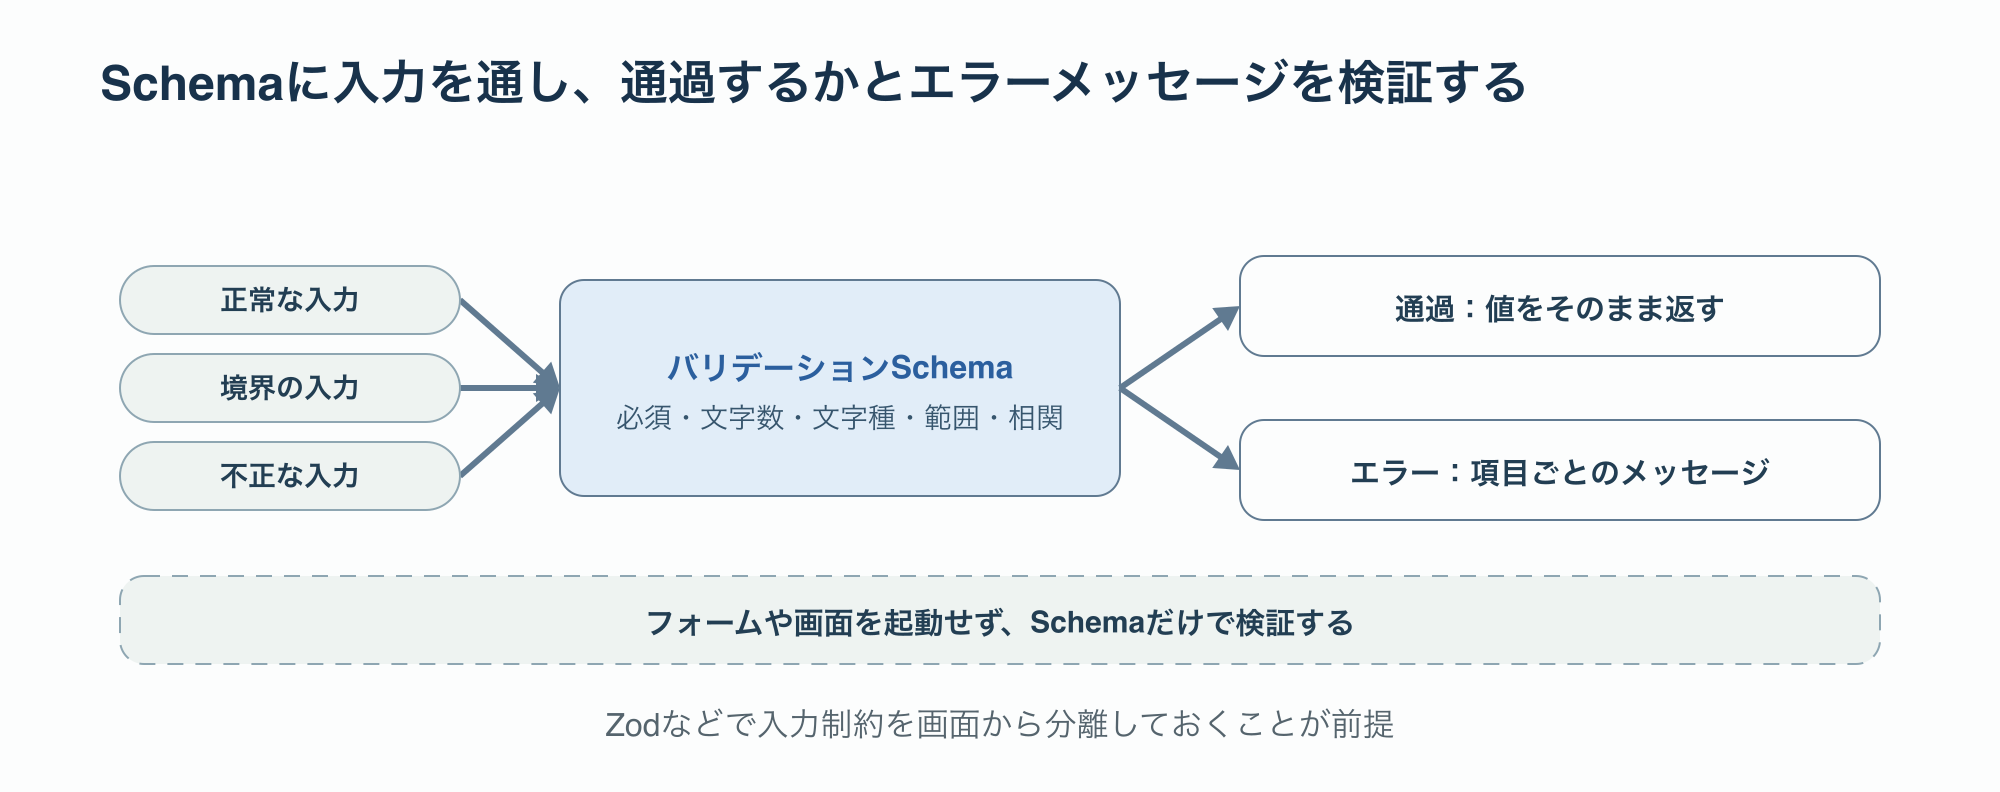 Schemaに入力を通し、通過するかとエラーメッセージを検証する
正常な入力
境界の入力
不正な入力
バリデーションSchema
必須・文字数・文字種・範囲・相関
通過：値をそのまま返す
エラー：項目ごとのメッセージ
フォームや画面を起動せず、Schemaだけで検証する
Zodなどで入力制約を画面から分離しておくことが前提